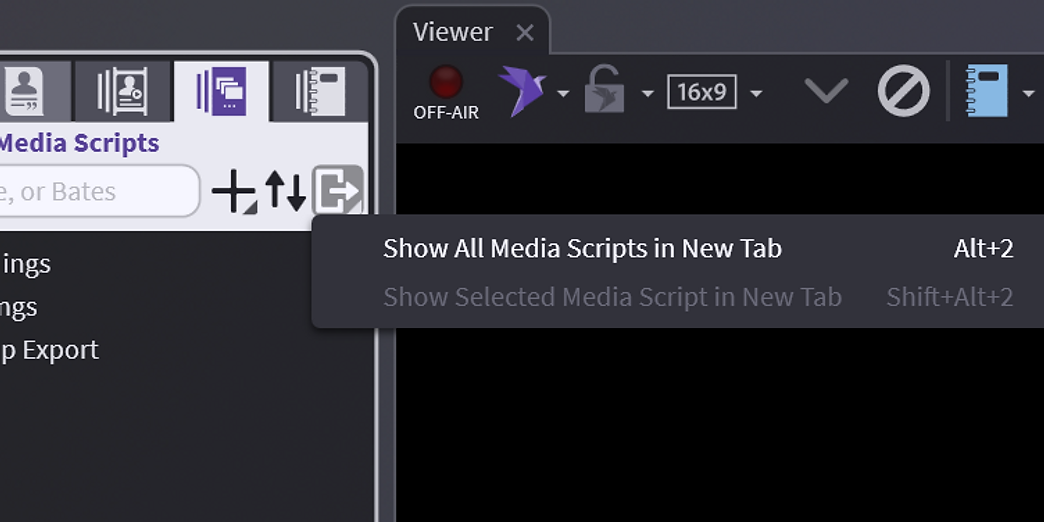 Viewer
OFF-AIR
16x9
Media Scripts
e, or Bates
Show All Media Scripts in New Tab Alt+2
Show Selected Media Script in New Tab Shift+Alt+2
ings
ngs
p Export